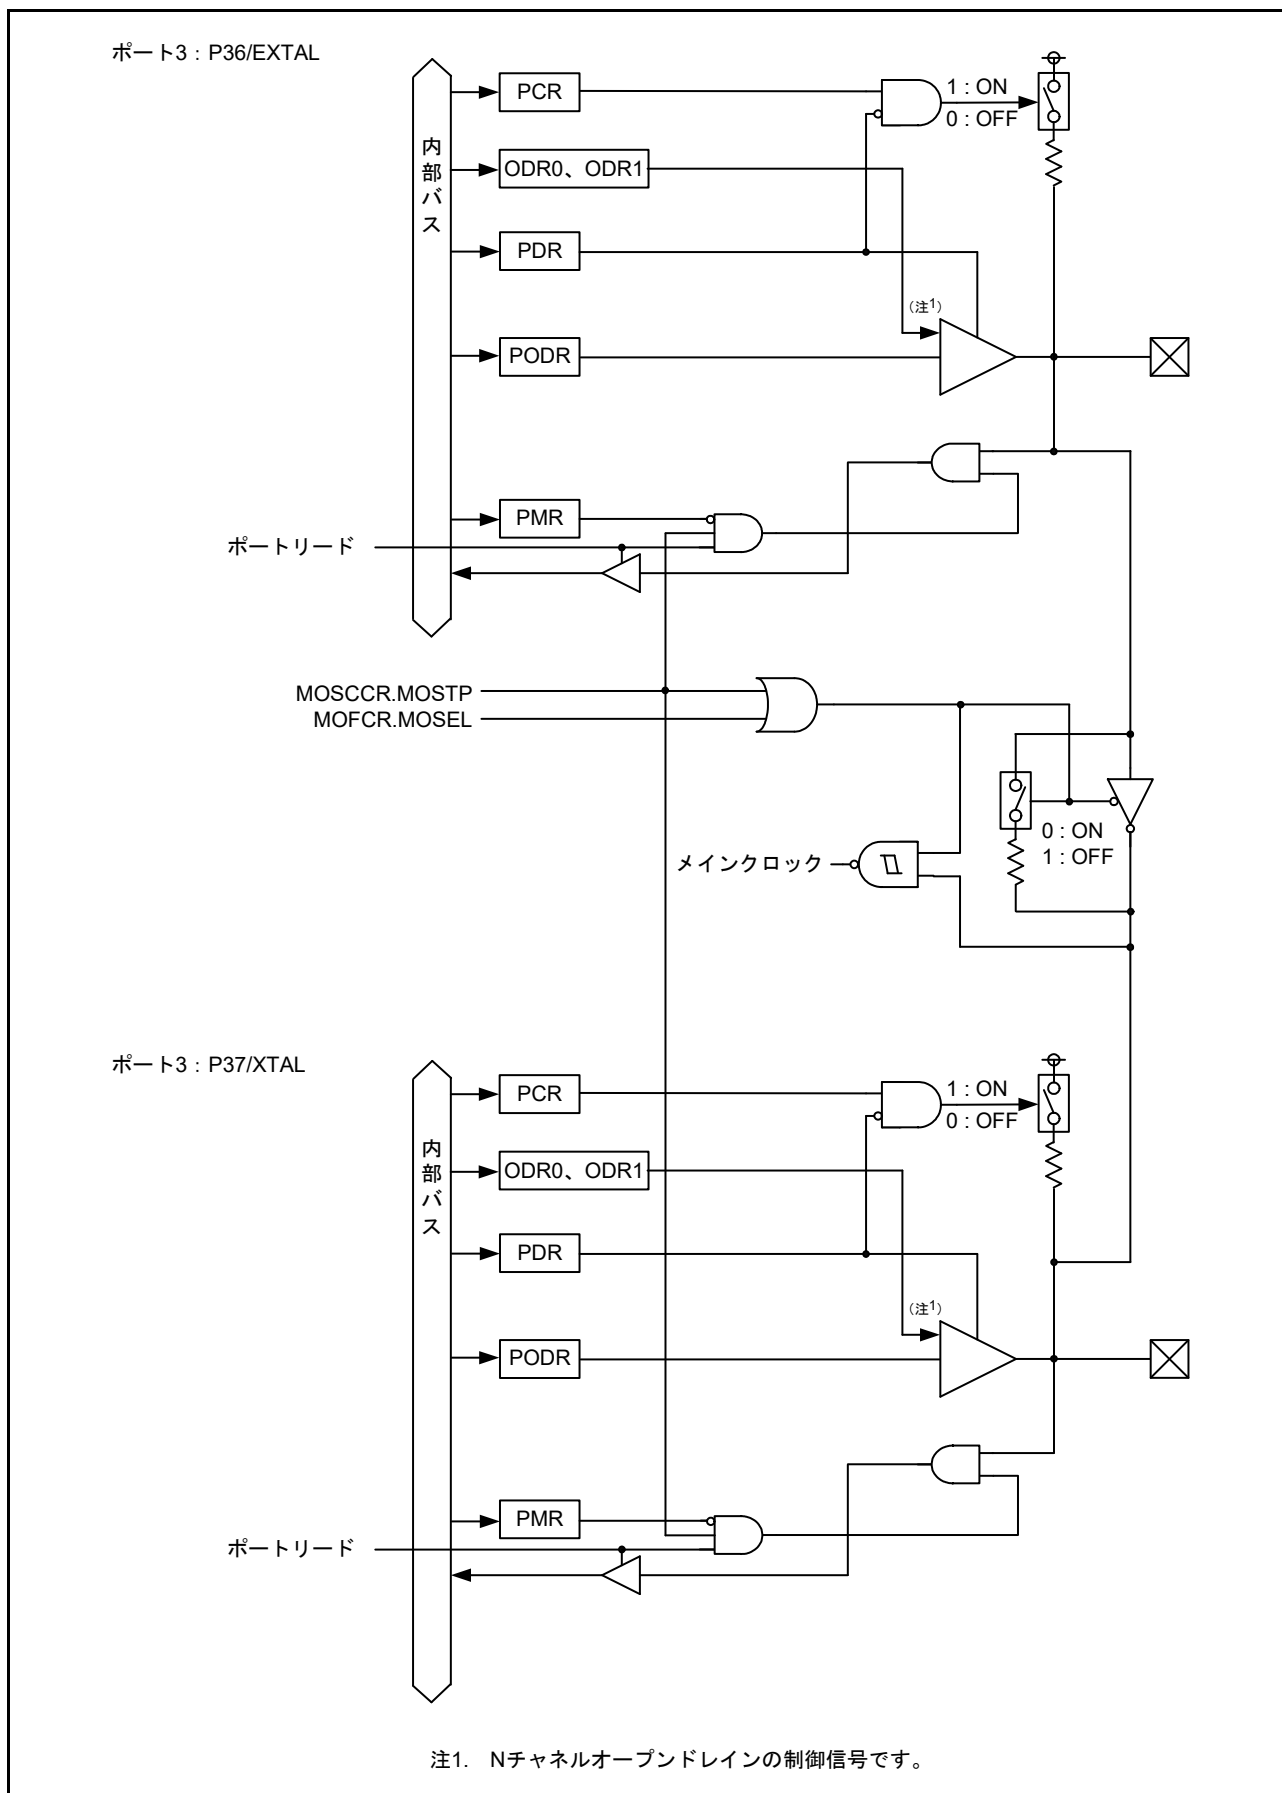 ポート3：P36/EXTAL
PCR
1 : ON
0 : OFF
内部バス
ODR0、ODR1
PDR
(注1)
PODR
PMR
ポートリード
MOSCCR.MOSTP
MOFCR.MOSEL
0 : ON
1 : OFF
メインクロック
ポート3：P37/XTAL
PCR
1 : ON
0 : OFF
内部バス
ODR0、ODR1
PDR
(注1)
PODR
PMR
ポートリード
注1. Nチャネルオープンドレインの制御信号です。